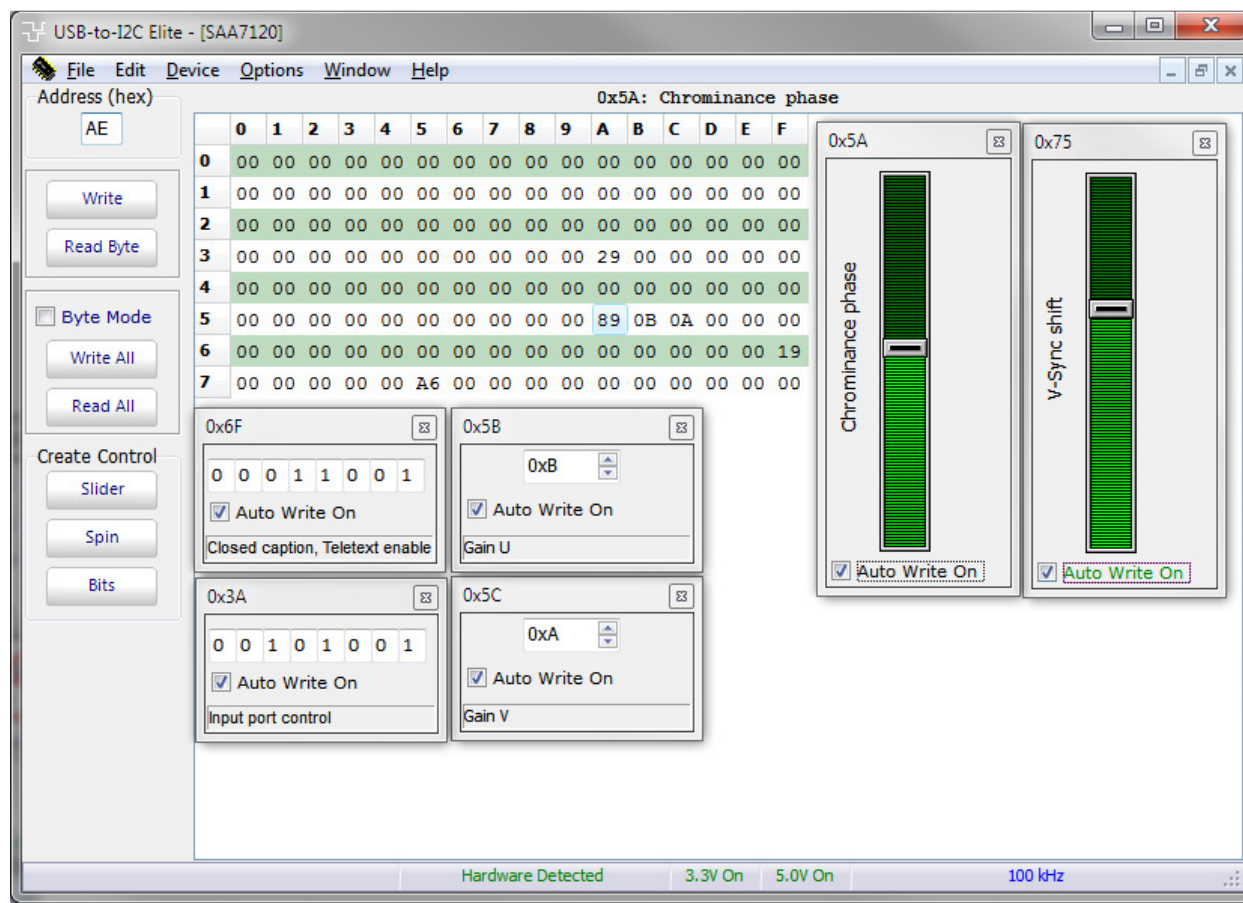 USB-to-I2C Elite - [SAA7120]
File Edit Device Options Window Help
Address (hex)
AE
Write
Read Byte
Byte Mode
Write All
Read All
Create Control
Slider
Spin
Bits
0x5A: Chrominance phase
0 1 2 3 4 5 6 7 8 9 A B C D E F
0 00 00 00 00 00 00 00 00 00 00 00 00 00 00 00 00
1 00 00 00 00 00 00 00 00 00 00 00 00 00 00 00 00
2 00 00 00 00 00 00 00 00 00 00 00 00 00 00 00 00
3 00 00 00 00 00 00 00 00 00 00 29 00 00 00 00 00
4 00 00 00 00 00 00 00 00 00 00 00 00 00 00 00 00
5 00 00 00 00 00 00 00 00 00 00 89 0B 0A 00 00 00
6 00 00 00 00 00 00 00 00 00 00 00 00 00 00 00 19
7 00 00 00 00 00 A6 00 00 00 00 00 00 00 00 00 00
0x6F
0 0 0 1 1 0 0 1
Auto Write On
Closed caption, Teletext enable
0x5B
0xB
Auto Write On
Gain U
0x3A
0 0 1 0 1 0 0 1
Auto Write On
Input port control
0x5C
0xA
Auto Write On
Gain V
0x5A
Chrominance phase
Auto Write On
0x75
V-Sync shift
Auto Write On
Hardware Detected 3.3V On 5.0V On 100 kHz